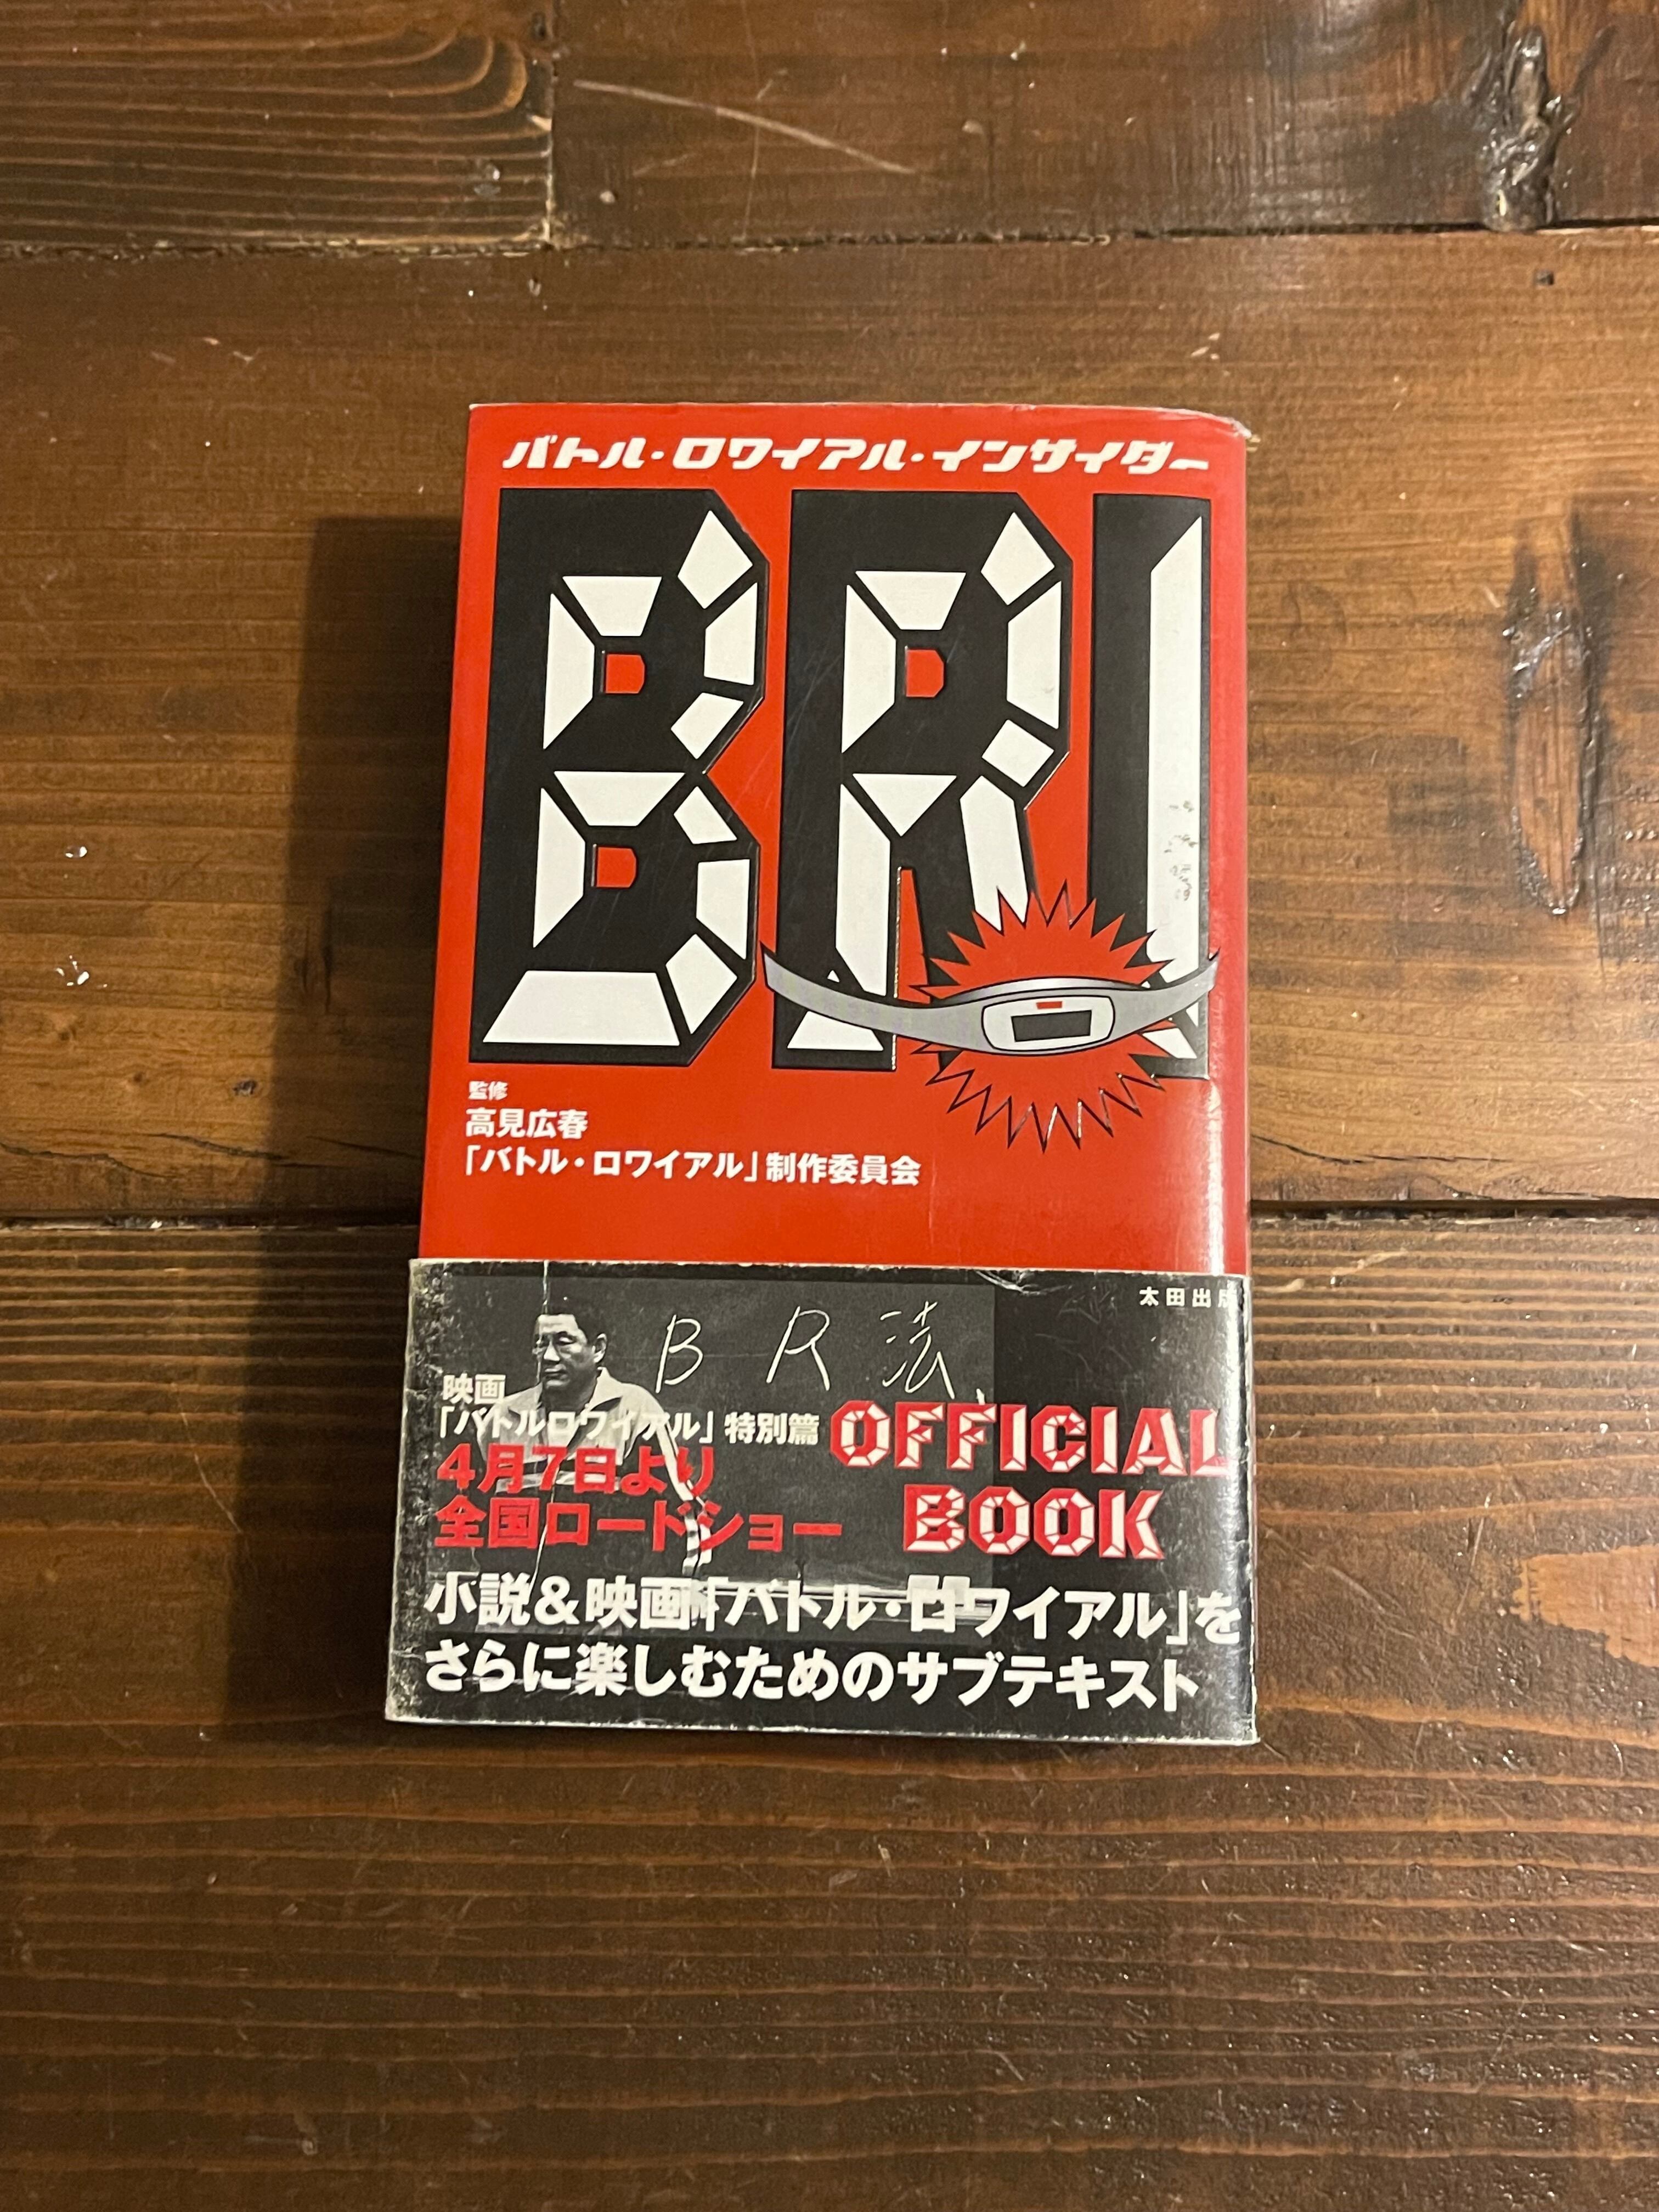 バトル・ロワイアル・インサイダー
BRI
監修
高見広春
「バトル・ロワイアル」制作委員会
太田出版
BR法
映画
「バトルロワイアル」特別篇
4月7日より
全国ロードショー
OFFICIAL
BOOK
小説&映画「バトル・ロワイアル」を
さらに楽しむためのサブテキスト